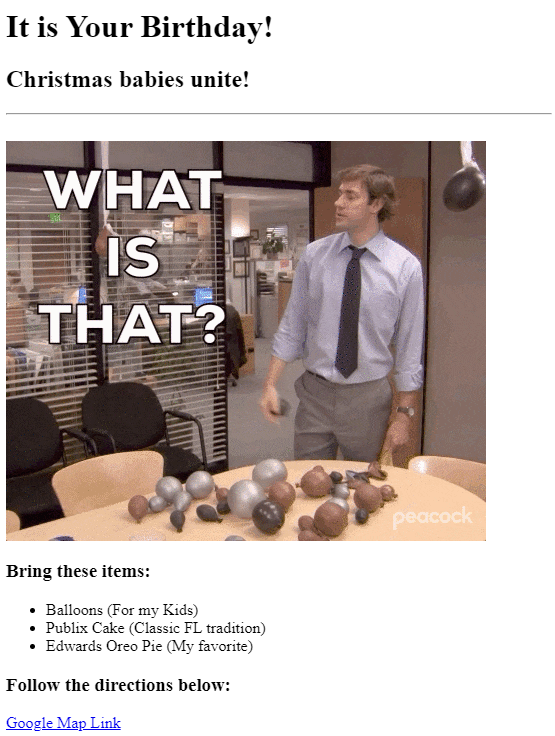 It is Your Birthday!
Christmas babies unite!
WHAT
IS
THAT?
peacock
Bring these items:
Balloons (For my Kids)
Publix Cake (Classic FL tradition)
Edwards Oreo Pie (My favorite)
Follow the directions below:
Google Map Link